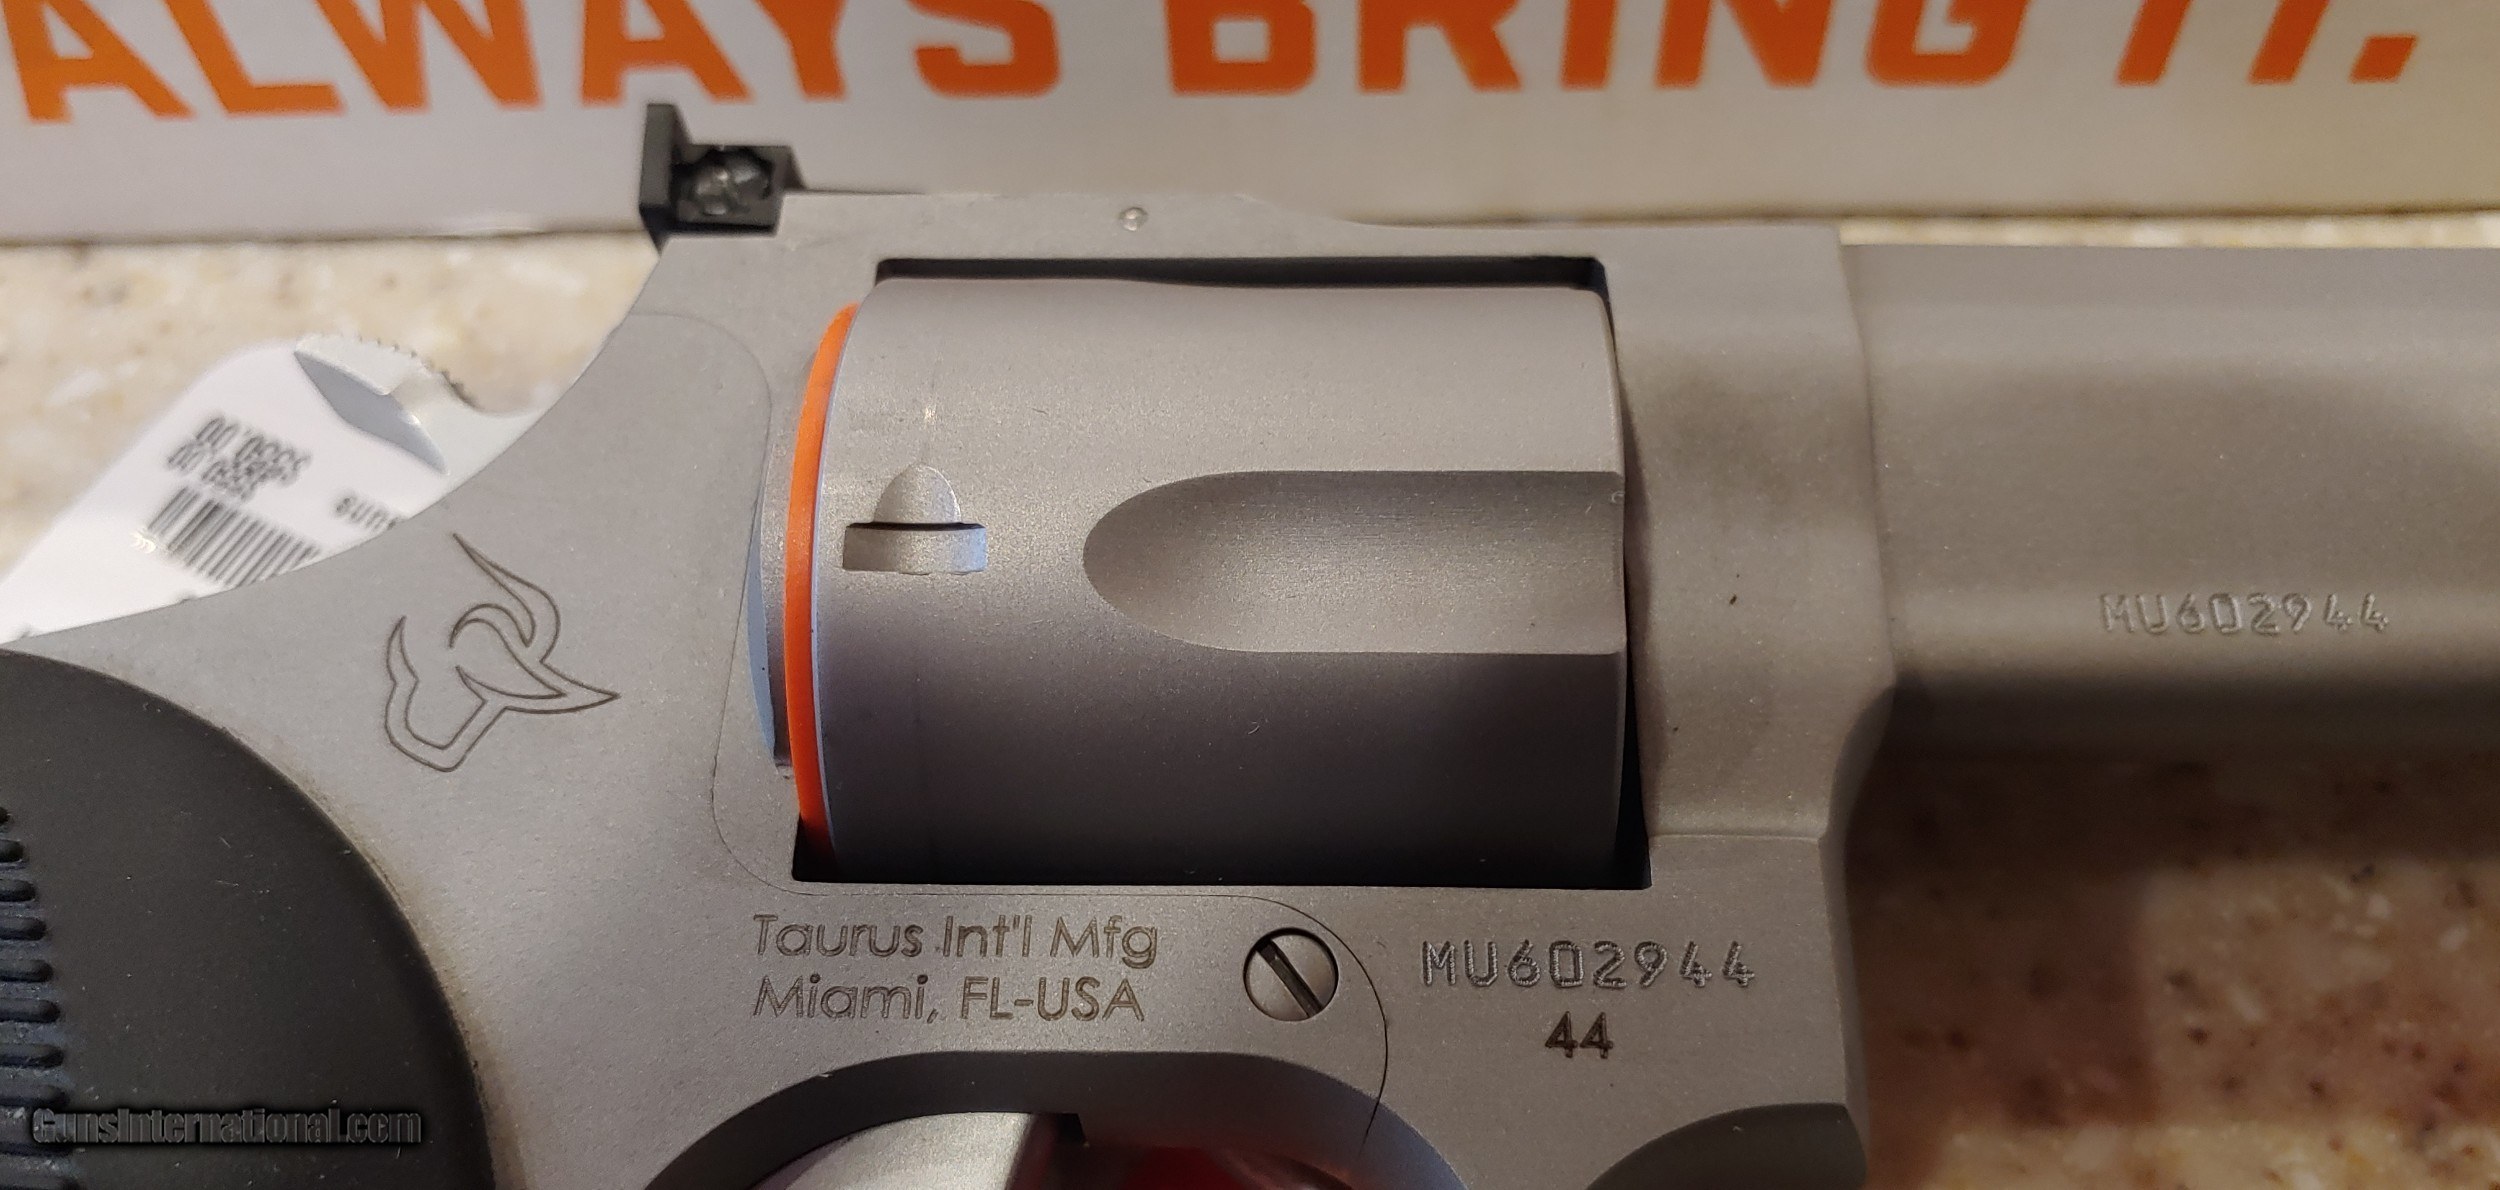 ALWAYS BRING IT.
MU602944
Taurus Int'l Mfg
Miami, FL-USA
MU602944
44
GunsInternational.com